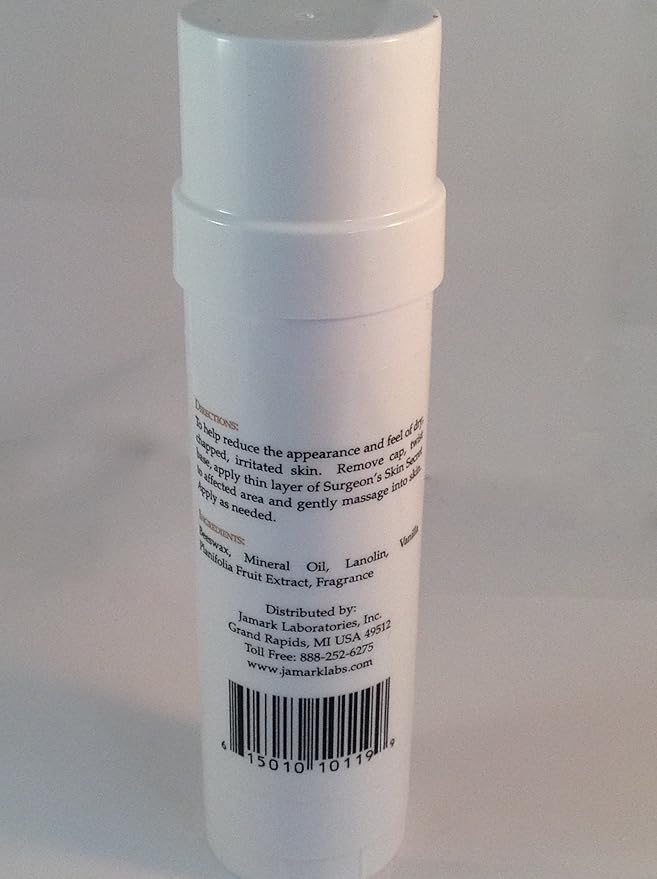 DIRECTIONS:
To help reduce the appearance and feel of dry,
chapped, irritated skin. Remove cap, twist
base, apply thin layer of Surgeon's Skin Secret
to affected area and gently massage into skin.
Apply as needed.
INGREDIENTS:
Beeswax, Mineral Oil, Lanolin, Vanilla
Planifolia Fruit Extract, Fragrance
Distributed by:
Jamark Laboratories, Inc.
Grand Rapids, MI USA 49512
Toll Free: 888-252-6275
www.jamarklabs.com
6 15010 10119 9